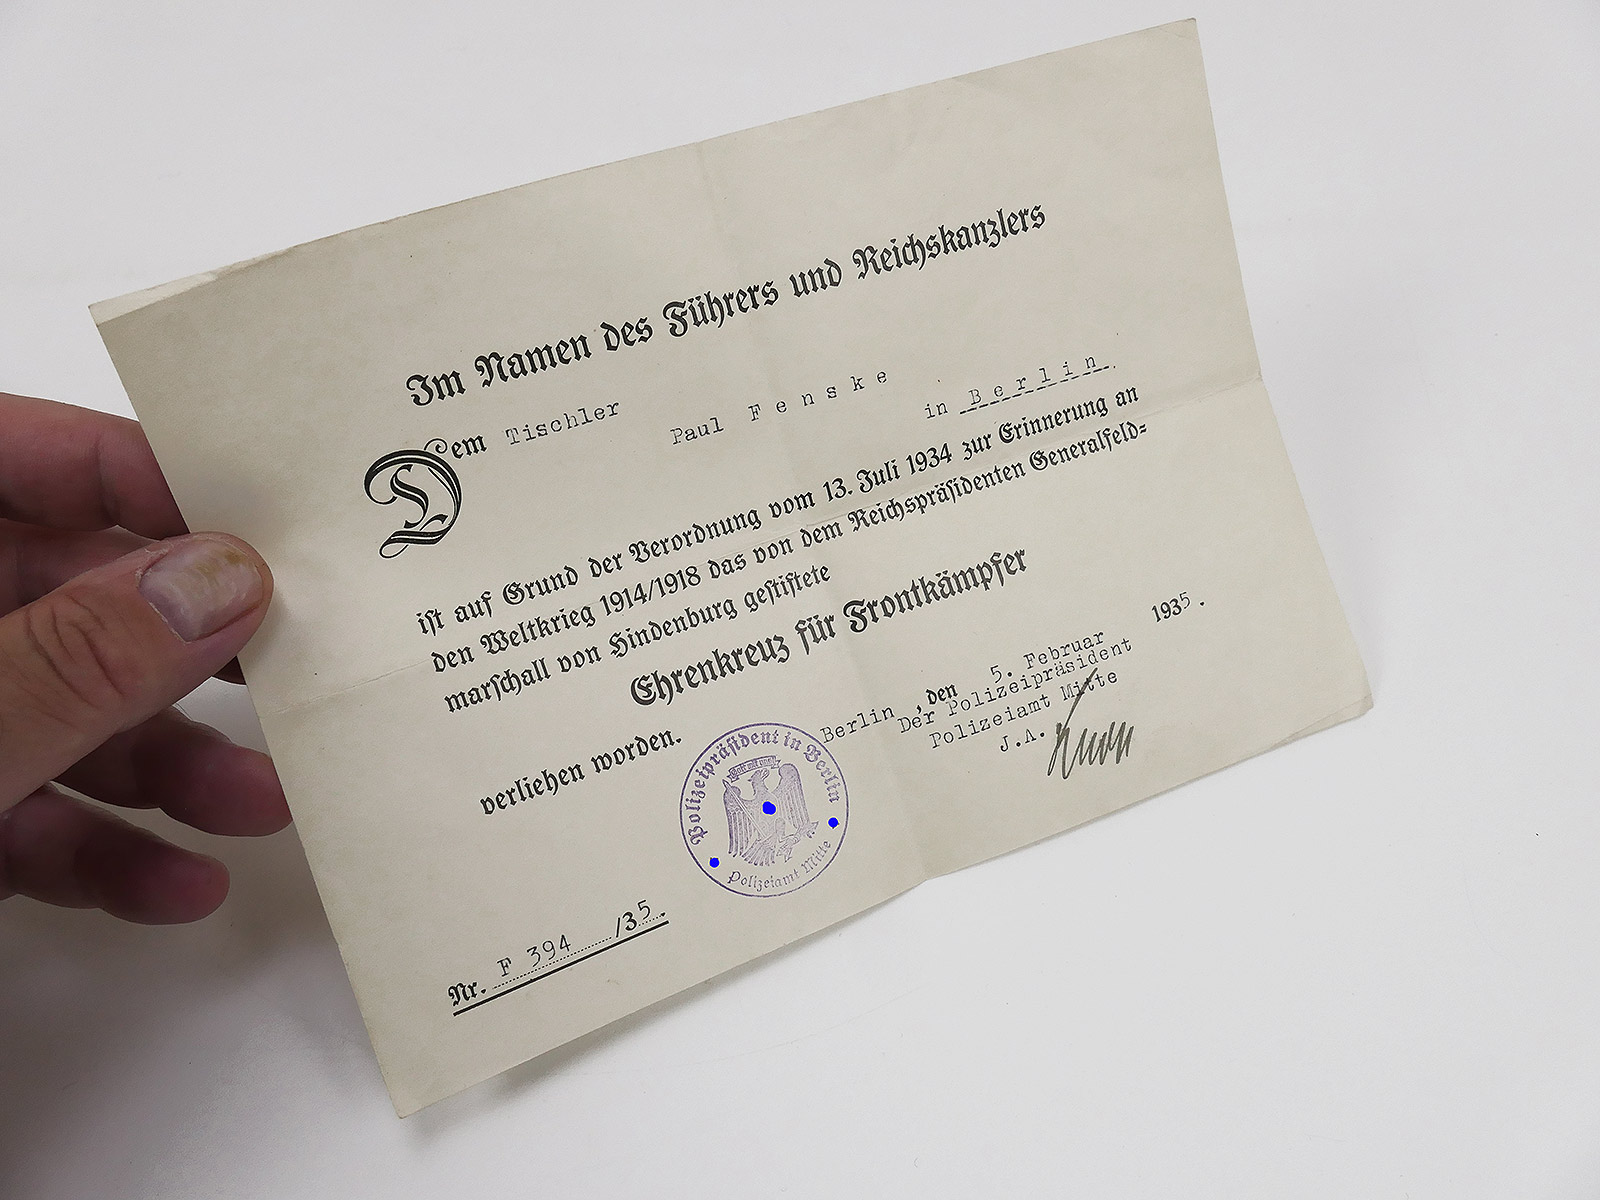 Im Namen des Führers und Reichskanzlers
Dem Tischler Paul Fenske in Berlin
ist auf Grund der Verordnung vom 13. Juli 1934 zur Erinnerung an
den Weltkrieg 1914/1918 das von dem Reichspräsidenten Generalfeld=
marschall von Hindenburg gestiftete
Ehrenkreuz für Frontkämpfer
verliehen worden.
Berlin, den 5. Februar 1935.
Der Polizeipräsident
Polizeiamt Mitte
J.A.
Polizeipräsident in Berlin
Polizeiamt Mitte
Nr. F 394 /35.